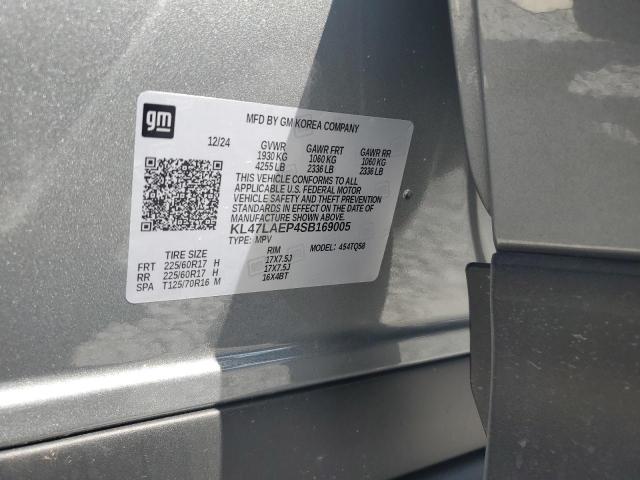 gm
MFD BY GM KOREA COMPANY
12/24 GVWR GAWR FRT GAWR RR
1930 KG 1060 KG 1060 KG
4255 LB 2336 LB 2336 LB
THIS VEHICLE CONFORMS TO ALL
APPLICABLE U.S. FEDERAL MOTOR
VEHICLE SAFETY AND THEFT PREVENTION
STANDARDS IN EFFECT ON THE DATE OF
MANUFACTURE SHOWN ABOVE.
KL47LAEP4SB169005
TYPE: MPV MODEL: 4S4TQ56
TIRE SIZE RIM
FRT 225/60R17 H 17X7.5J
RR 225/60R17 H 17X7.5J
SPA T125/70R16 M 16X4BT